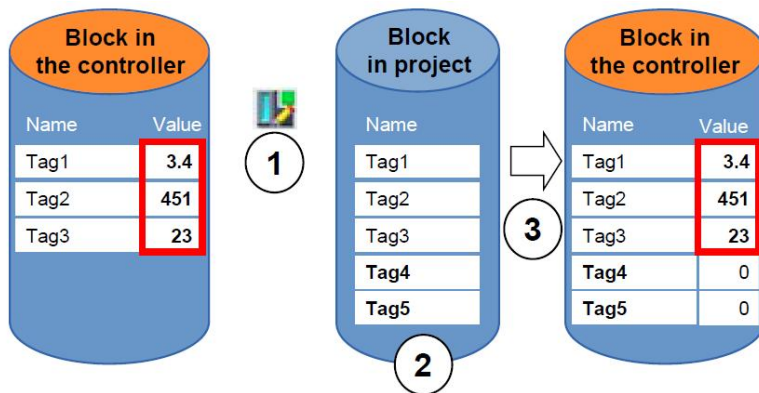 Block in
the controller
Name Value
Tag1 3.4
Tag2 451
Tag3 23
1
Block
in project
Name
Tag1
Tag2
Tag3
Tag4
Tag5
2
3
Block in
the controller
Name Value
Tag1 3.4
Tag2 451
Tag3 23
Tag4 0
Tag5 0